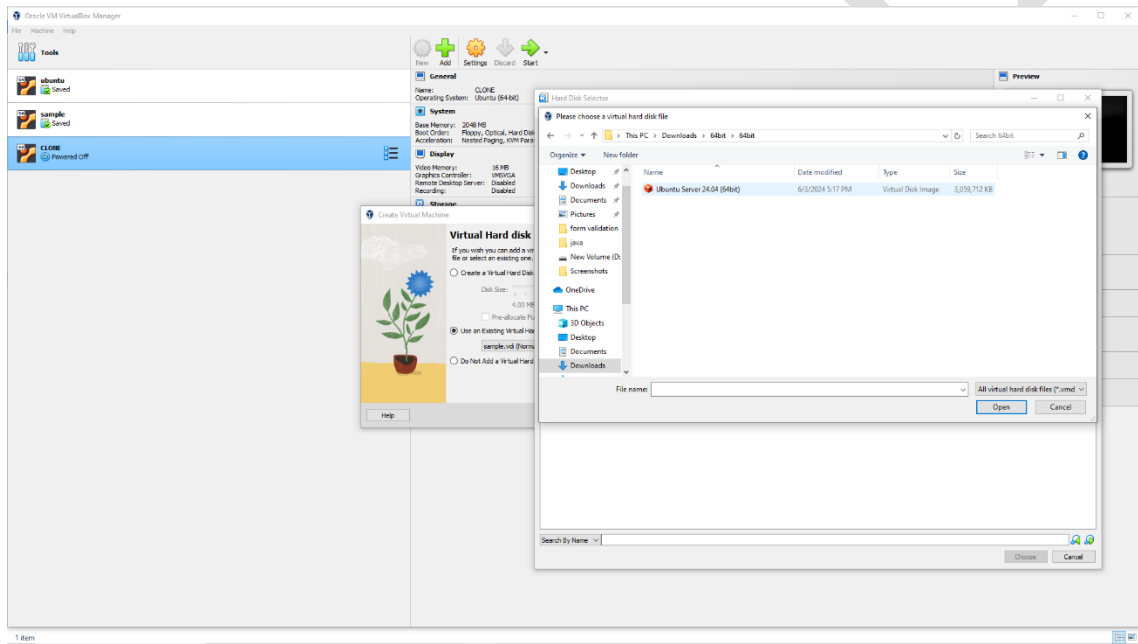 Oracle VM VirtualBox Manager
File Machine Help
Tools
ubuntu
Saved
sample
Saved
CLONE
Powered Off
New Add Settings Discard Start
General
Name: CLONE
Operating System: Ubuntu (64-bit)
System
Base Memory: 2048 MB
Boot Order: Floppy, Optical, Hard Disk
Acceleration: Nested Paging, KVM Para
Display
Video Memory: 16 MB
Graphics Controller: VMSVGA
Remote Desktop Server: Disabled
Recording: Disabled
Storage
Preview
Create Virtual Machine
Virtual Hard disk
If you wish you can add a vir
file or select an existing one.
Create a Virtual Hard Disk
Disk Size:
4.00 MB
Pre-allocate Fu
Use an Existing Virtual Har
sample.vdi (Norm
Do Not Add a Virtual Hard
Help
Hard Disk Selector
Please choose a virtual hard disk file
This PC > Downloads > 64bit > 64bit
Search 64bit
Organize New folder
Name Date modified Type Size
Ubuntu Server 24.04 (64bit) 6/3/2024 5:17 PM Virtual Disk Image 3,059,712 KB
Desktop
Downloads
Documents
Pictures
form validation
java
New Volume (D:
Screenshots
OneDrive
This PC
3D Objects
Desktop
Documents
Downloads
File name:
All virtual hard disk files (*.vmd
Open Cancel
Search By Name
Choose Cancel
1 item